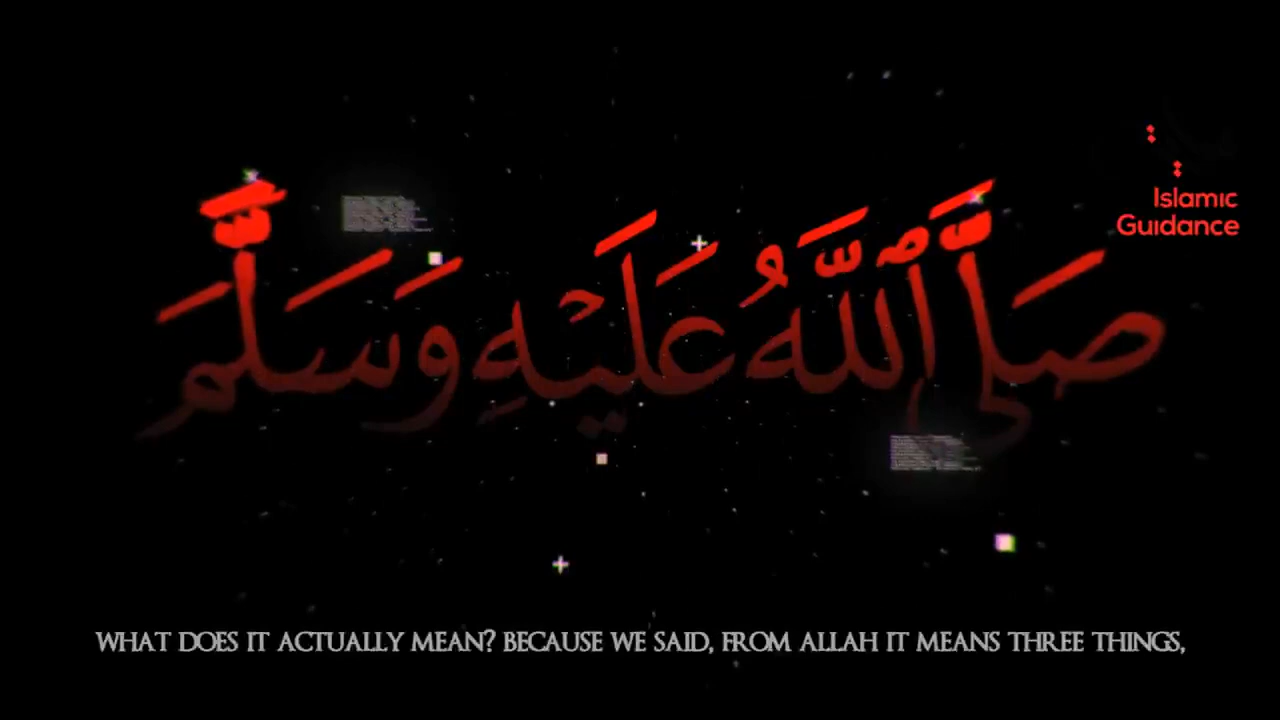 Islamic
Guidance
صَلَّى ٱللَّهُ عَلَيْهِ وَسَلَّمَ
WHAT DOES IT ACTUALLY MEAN? BECAUSE WE SAID, FROM ALLAH IT MEANS THREE THINGS,